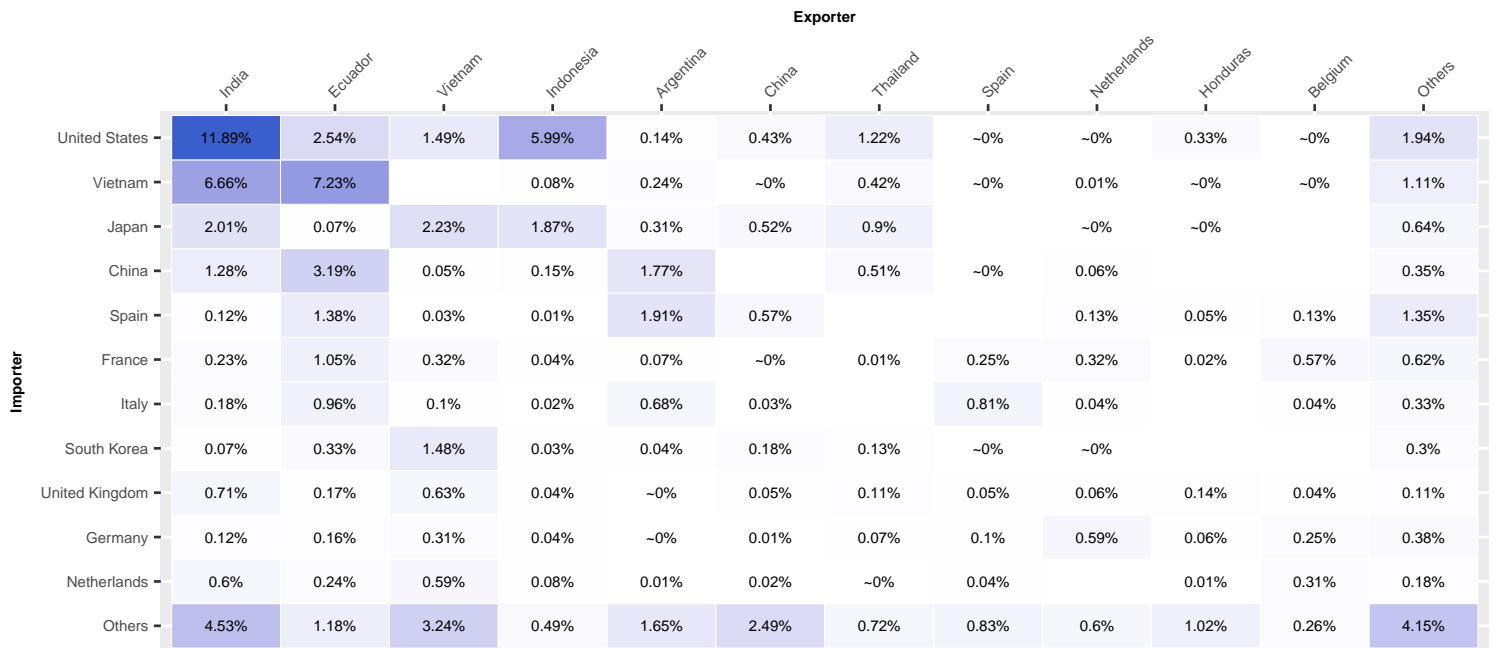 Exporter
India Ecuador Vietnam Indonesia Argentina China Thailand Spain Netherlands Honduras Belgium Others
Importer
United States 11.89% 2.54% 1.49% 5.99% 0.14% 0.43% 1.22% ~0% ~0% 0.33% ~0% 1.94%
Vietnam 6.66% 7.23% 0.08% 0.24% ~0% 0.42% ~0% 0.01% ~0% ~0% 1.11%
Japan 2.01% 0.07% 2.23% 1.87% 0.31% 0.52% 0.9% ~0% ~0% 0.64%
China 1.28% 3.19% 0.05% 0.15% 1.77% 0.51% ~0% 0.06% 0.35%
Spain 0.12% 1.38% 0.03% 0.01% 1.91% 0.57% 0.13% 0.05% 0.13% 1.35%
France 0.23% 1.05% 0.32% 0.04% 0.07% ~0% 0.01% 0.25% 0.32% 0.02% 0.57% 0.62%
Italy 0.18% 0.96% 0.1% 0.02% 0.68% 0.03% 0.81% 0.04% 0.04% 0.33%
South Korea 0.07% 0.33% 1.48% 0.03% 0.04% 0.18% 0.13% ~0% ~0% 0.3%
United Kingdom 0.71% 0.17% 0.63% 0.04% ~0% 0.05% 0.11% 0.05% 0.06% 0.14% 0.04% 0.11%
Germany 0.12% 0.16% 0.31% 0.04% ~0% 0.01% 0.07% 0.1% 0.59% 0.06% 0.25% 0.38%
Netherlands 0.6% 0.24% 0.59% 0.08% 0.01% 0.02% ~0% 0.04% 0.01% 0.31% 0.18%
Others 4.53% 1.18% 3.24% 0.49% 1.65% 2.49% 0.72% 0.83% 0.6% 1.02% 0.26% 4.15%